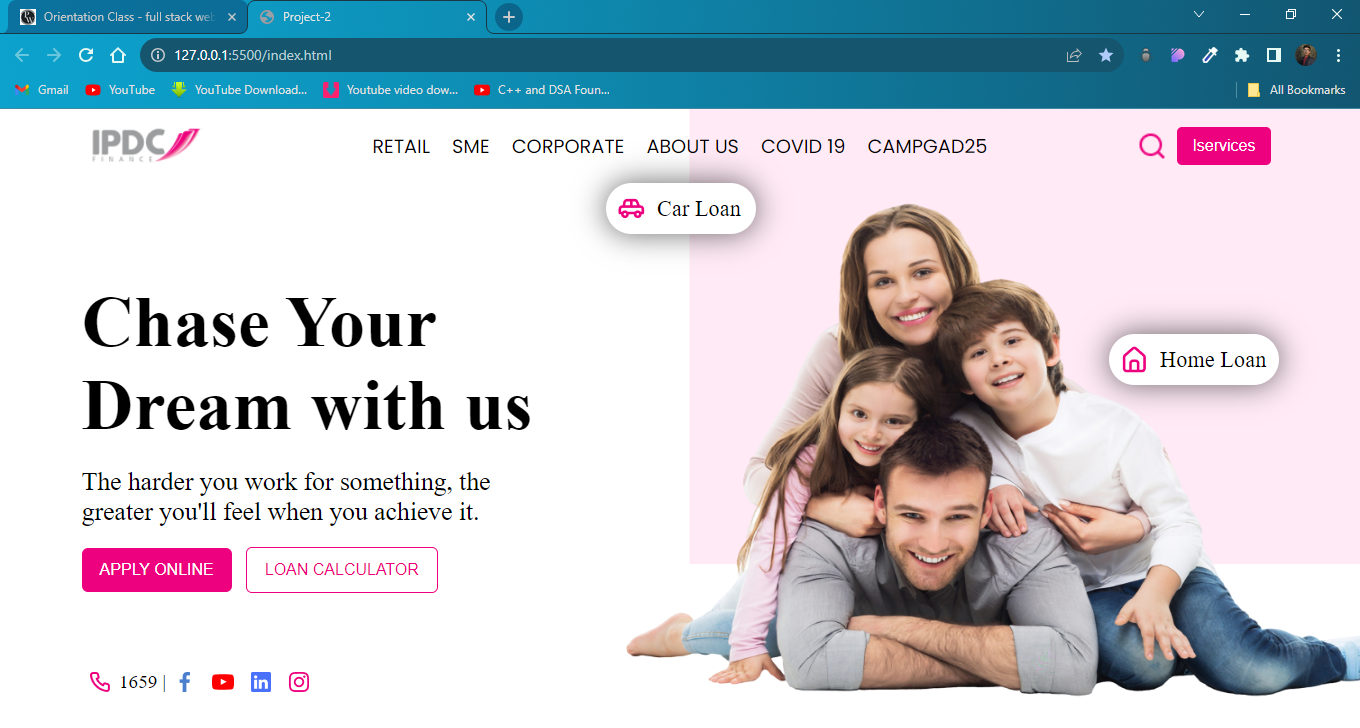 Orientation Class - full stack web
Project-2
127.0.0.1:5500/index.html
Gmail
YouTube
YouTube Download...
Youtube video dow...
C++ and DSA Foun...
All Bookmarks
IPDC
FINANCE
RETAIL SME CORPORATE ABOUT US COVID 19 CAMPGAD25
Iservices
Car Loan
Home Loan
Chase Your
Dream with us
The harder you work for something, the
greater you'll feel when you achieve it.
APPLY ONLINE
LOAN CALCULATOR
1659 |